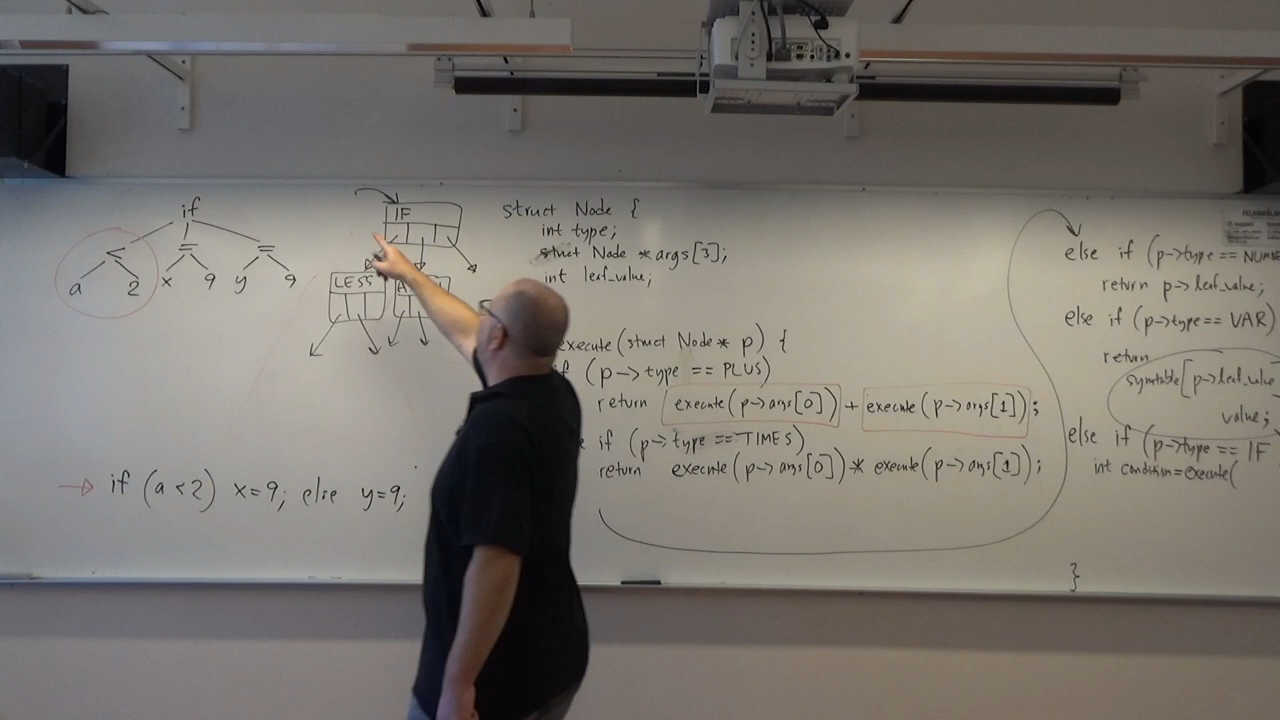 if
< = =
a 2 x 9 y 9
→ if (a < 2) x=9; else y=9;
IF
LESS
struct Node {
int type;
struct Node *args[3];
int leaf_value;
execute(struct Node* p) {
if (p->type == PLUS)
return execute(p->args[0]) + execute(p->args[1]);
if (p->type == TIMES)
return execute(p->args[0]) * execute(p->args[1]);
else if (p->type == NUMB
return p->leaf_value;
else if (p->type == VAR)
return
symtable[p->leaf_value
value;
else if (p->type == IF
int condition=execute(
}